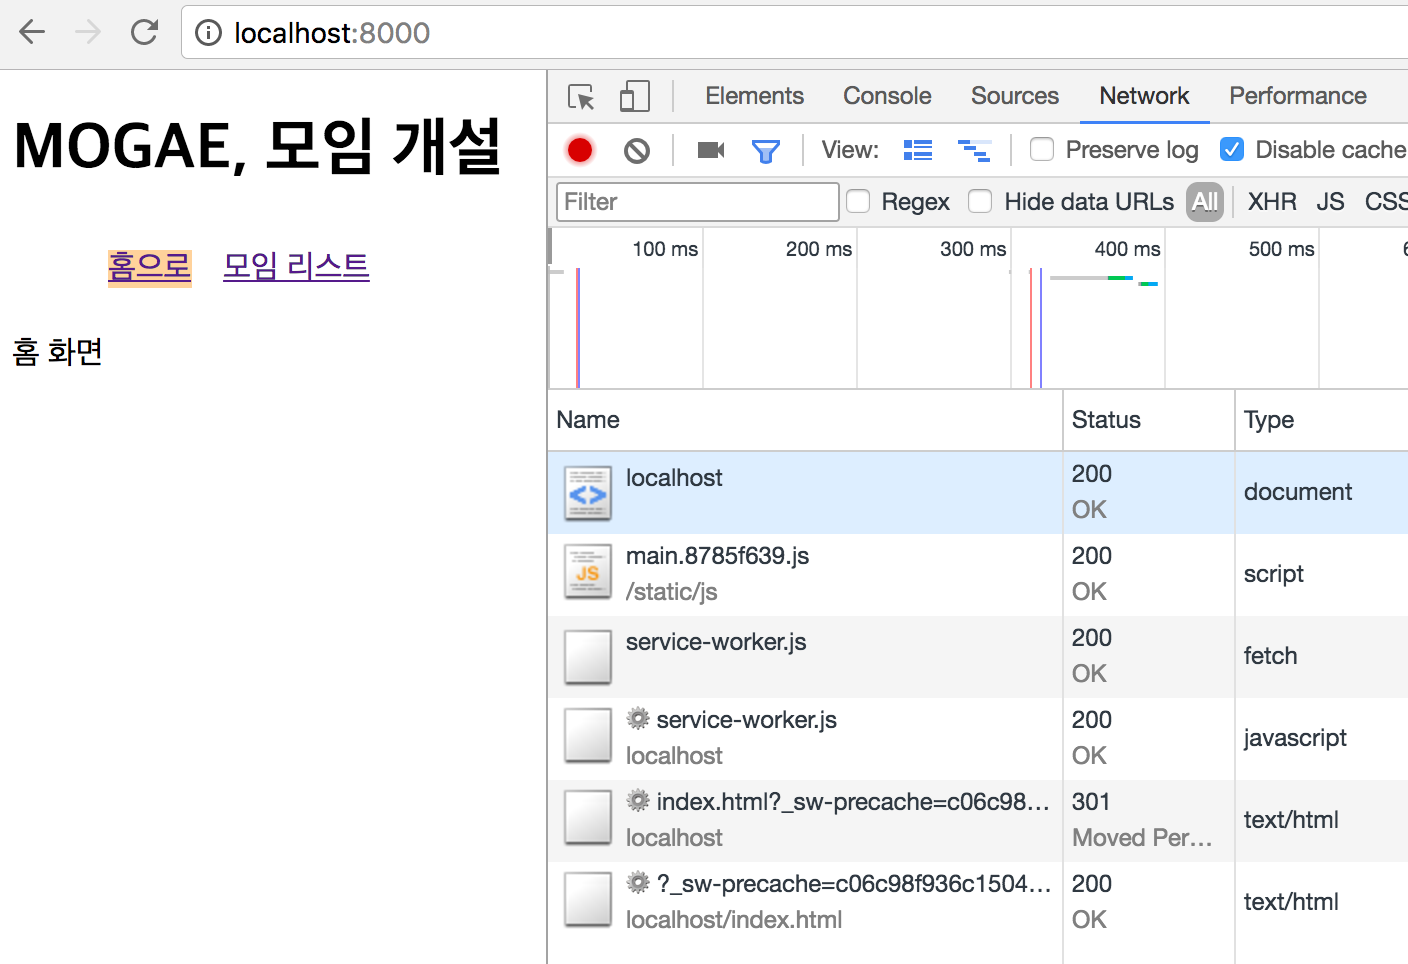 localhost:8000
MOGAE, 모임 개설
홈으로 모임 리스트
홈 화면
Elements Console Sources Network Performance
View: Preserve log Disable cache
Filter Regex Hide data URLs All XHR JS CSS
100 ms 200 ms 300 ms 400 ms 500 ms
Name Status Type
localhost 200 OK document
main.8785f639.js 200
/static/js OK script
service-worker.js 200 OK fetch
service-worker.js 200
localhost OK javascript
index.html?_sw-precache=c06c98... 301
localhost Moved Per... text/html
?_sw-precache=c06c98f936c1504... 200
localhost/index.html OK text/html